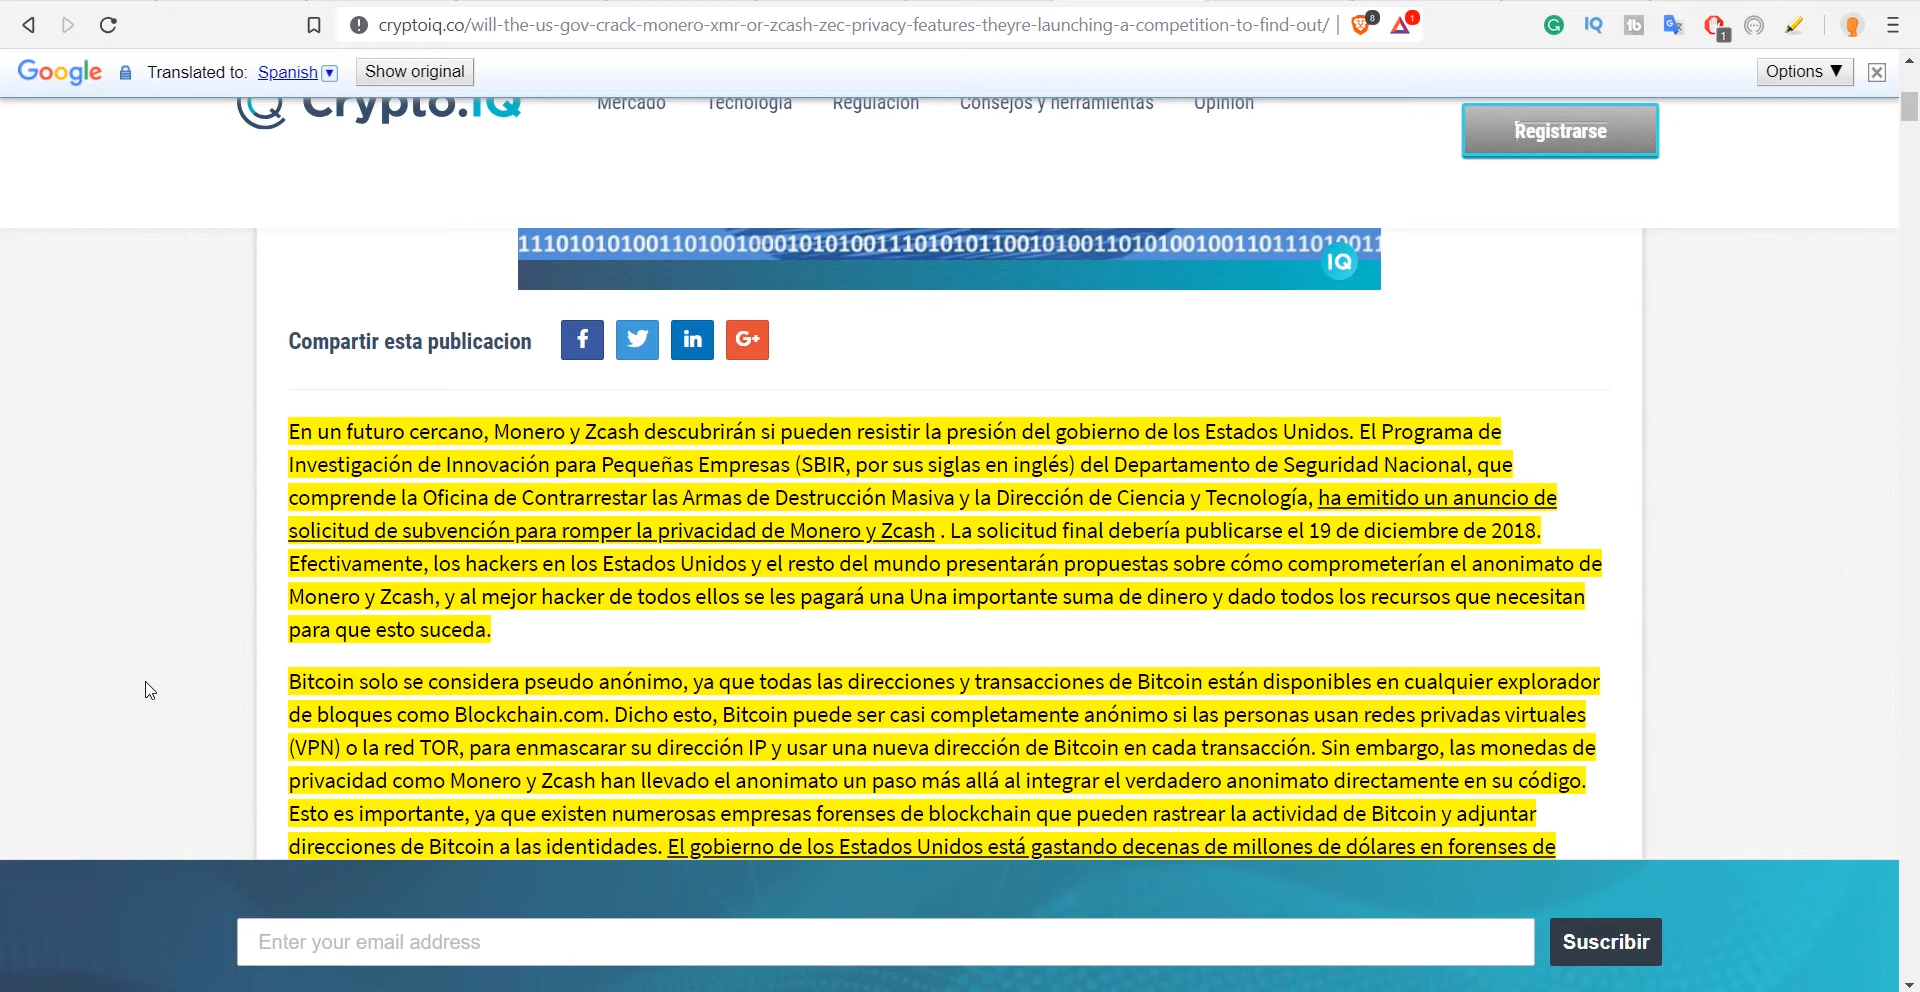 cryptoiq.co/will-the-us-gov-crack-monero-xmr-or-zcash-zec-privacy-features-theyre-launching-a-competition-to-find-out/
8
1
IQ
1
Google Translated to: Spanish Show original Options ▼
Crypto.IQ
Mercado Tecnología Regulación Consejos y herramientas Opinión
Registrarse
IQ
Compartir esta publicacion
En un futuro cercano, Monero y Zcash descubrirán si pueden resistir la presión del gobierno de los Estados Unidos. El Programa de
Investigación de Innovación para Pequeñas Empresas (SBIR, por sus siglas en inglés) del Departamento de Seguridad Nacional, que
comprende la Oficina de Contrarrestar las Armas de Destrucción Masiva y la Dirección de Ciencia y Tecnología, ha emitido un anuncio de
solicitud de subvención para romper la privacidad de Monero y Zcash . La solicitud final debería publicarse el 19 de diciembre de 2018.
Efectivamente, los hackers en los Estados Unidos y el resto del mundo presentarán propuestas sobre cómo comprometerían el anonimato de
Monero y Zcash, y al mejor hacker de todos ellos se les pagará una Una importante suma de dinero y dado todos los recursos que necesitan
para que esto suceda.
Bitcoin solo se considera pseudo anónimo, ya que todas las direcciones y transacciones de Bitcoin están disponibles en cualquier explorador
de bloques como Blockchain.com. Dicho esto, Bitcoin puede ser casi completamente anónimo si las personas usan redes privadas virtuales
(VPN) o la red TOR, para enmascarar su dirección IP y usar una nueva dirección de Bitcoin en cada transacción. Sin embargo, las monedas de
privacidad como Monero y Zcash han llevado el anonimato un paso más allá al integrar el verdadero anonimato directamente en su código.
Esto es importante, ya que existen numerosas empresas forenses de blockchain que pueden rastrear la actividad de Bitcoin y adjuntar
direcciones de Bitcoin a las identidades. El gobierno de los Estados Unidos está gastando decenas de millones de dólares en forenses de
Enter your email address
Suscribir